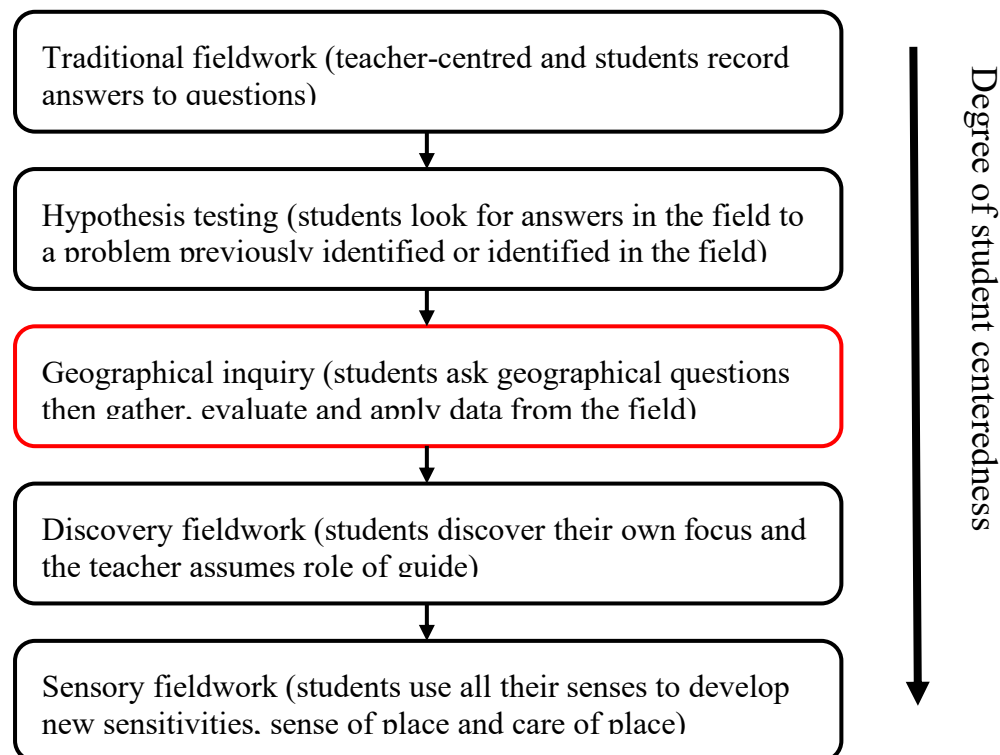 Traditional fieldwork (teacher-centred and students record
answers to questions)
Hypothesis testing (students look for answers in the field to
a problem previously identified or identified in the field)
Geographical inquiry (students ask geographical questions
then gather, evaluate and apply data from the field)
Discovery fieldwork (students discover their own focus and
the teacher assumes role of guide)
Sensory fieldwork (students use all their senses to develop
new sensitivities, sense of place and care of place)
Degree of student centeredness